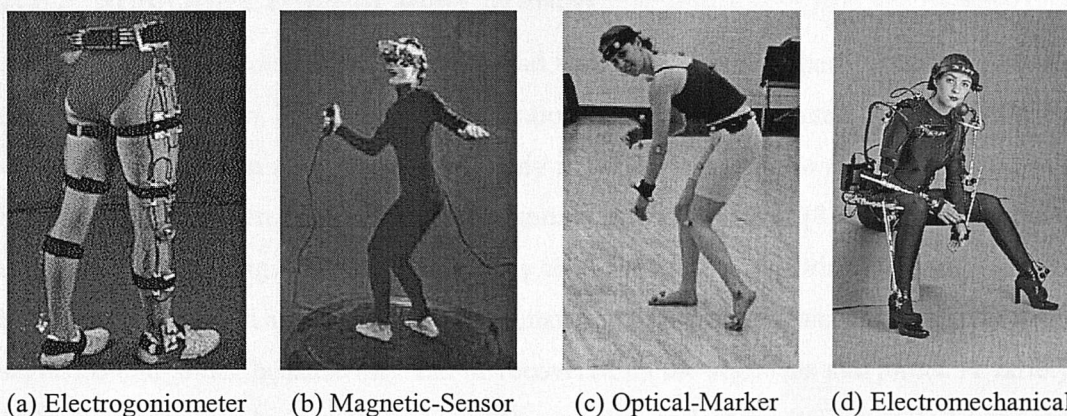 (a) Electrogoniometer
(b) Magnetic-Sensor
(c) Optical-Marker
(d) Electromechanical